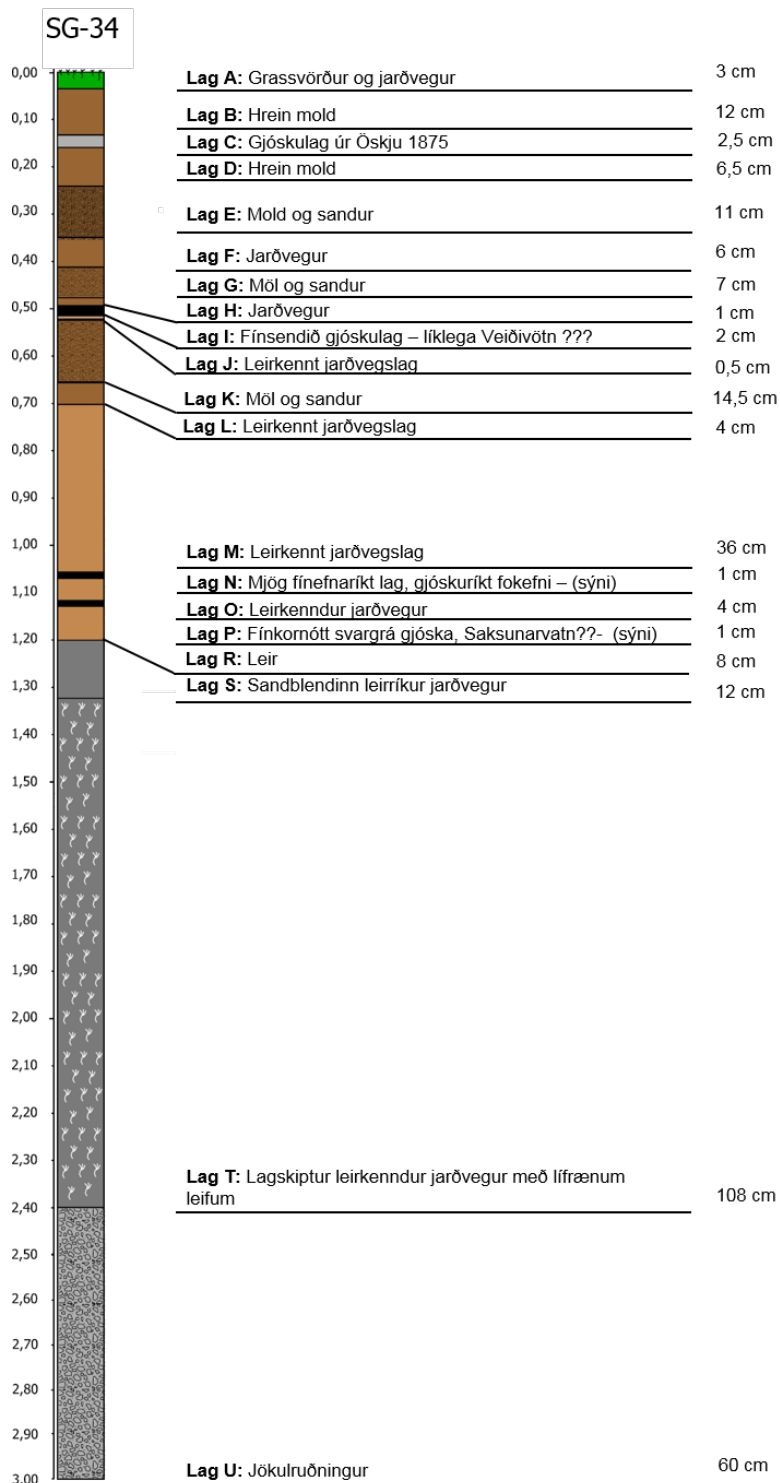 SG-34
0,00
Lag A: Grassvörður og jarðvegur 3 cm
0,10
Lag B: Hrein mold 12 cm
Lag C: Gjóskulag úr Öskju 1875 2,5 cm
0,20
Lag D: Hrein mold 6,5 cm
0,30
Lag E: Mold og sandur 11 cm
0,40
Lag F: Jarðvegur 6 cm
Lag G: Möl og sandur 7 cm
0,50
Lag H: Jarðvegur 1 cm
Lag I: Fínsendið gjóskulag – líklega Veiðivötn ??? 2 cm
0,60
Lag J: Leirkennt jarðvegslag 0,5 cm
0,70
Lag K: Möl og sandur 14,5 cm
Lag L: Leirkennt jarðvegslag 4 cm
0,80
0,90
1,00
Lag M: Leirkennt jarðvegslag 36 cm
1,10
Lag N: Mjög fínefnaríkt lag, gjóskuríkt fokefni – (sýni) 1 cm
Lag O: Leirkenndur jarðvegur 4 cm
1,20
Lag P: Fínkornótt svargrá gjóska, Saksunarvatn??- (sýni) 1 cm
Lag R: Leir 8 cm
1,30
Lag S: Sandblendinn leirríkur jarðvegur 12 cm
1,40
1,50
1,60
1,70
1,80
1,90
2,00
2,10
2,20
2,30
Lag T: Lagskiptur leirkenndur jarðvegur með lífrænum
leifum 108 cm
2,40
2,50
2,60
2,70
2,80
2,90
3,00
Lag U: Jökulruðningur 60 cm